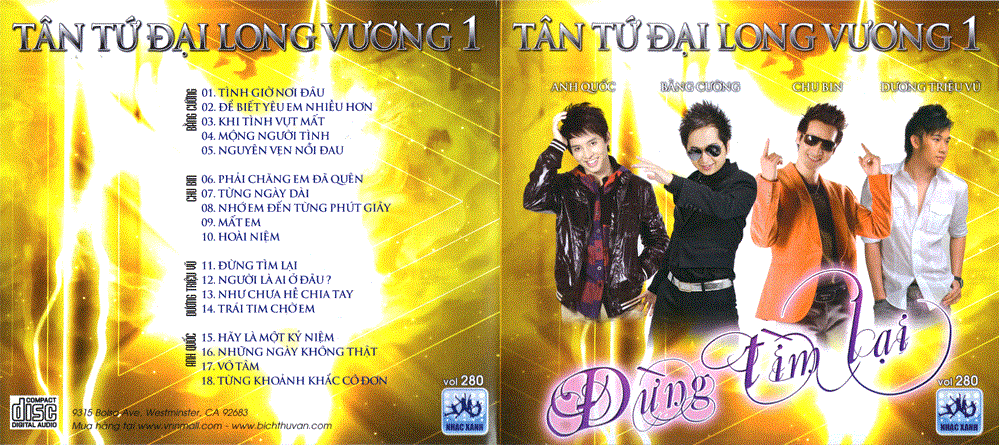 TÂN TỨ ĐẠI LONG VƯƠNG 1
BẰNG CƯỜNG
01. TÌNH GIỜ NƠI ĐÂU
02. ĐỂ BIẾT YÊU EM NHIỀU HƠN
03. KHI TÌNH VỤT MẤT
04. MỘNG NGƯỜI TÌNH
05. NGUYÊN VẸN NỖI ĐAU
CHU BIN
06. PHẢI CHĂNG EM ĐÃ QUÊN
07. TỪNG NGÀY DÀI
08. NHỚ EM ĐẾN TỪNG PHÚT GIÂY
09. MẤT EM
10. HOÀI NIỆM
DƯƠNG TRIỆU VŨ
11. ĐỪNG TÌM LẠI
12. NGƯỜI LÀ AI Ở ĐÂU ?
13. NHƯ CHƯA HỀ CHIA TAY
14. TRÁI TIM CHỜ EM
ANH QUỐC
15. HÃY LÀ MỘT KỶ NIỆM
16. NHỮNG NGÀY KHÔNG THẬT
17. VÔ TÂM
18. TỪNG KHOẢNH KHẮC CÔ ĐƠN
COMPACT
disc
DIGITAL AUDIO
9315 Bolsa Ave, Westminster, CA 92683
Mua hàng tại www.vnnmall.com - www.bichthuvan.com
vol 280
NHẠC XANH
TÂN TỨ ĐẠI LONG VƯƠNG 1
ANH QUỐC
BẰNG CƯỜNG
CHU BIN
DƯƠNG TRIỆU VŨ
Đừng tìm lại
vol 280
NHẠC XANH